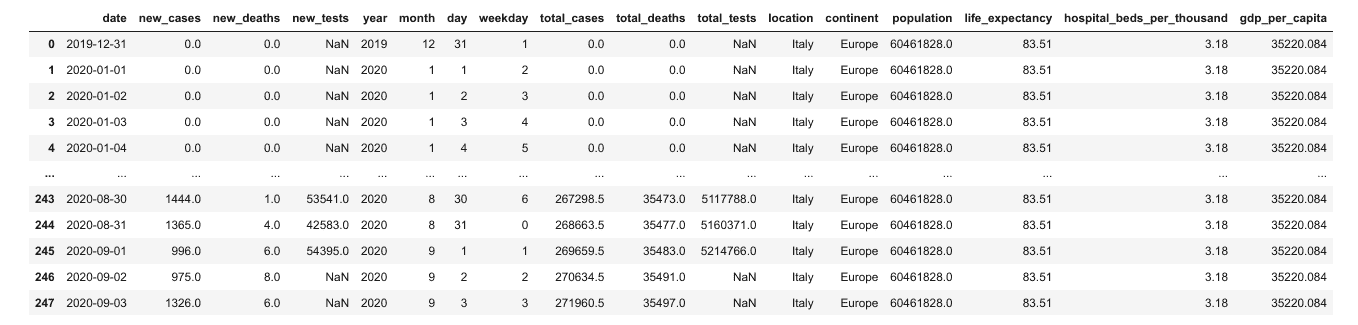 date new_cases new_deaths new_tests year month day weekday total_cases total_deaths total_tests location continent population life_expectancy hospital_beds_per_thousand gdp_per_capita
0 2019-12-31 0.0 0.0 NaN 2019 12 31 1 0.0 0.0 NaN Italy Europe 60461828.0 83.51 3.18 35220.084
1 2020-01-01 0.0 0.0 NaN 2020 1 1 2 0.0 0.0 NaN Italy Europe 60461828.0 83.51 3.18 35220.084
2 2020-01-02 0.0 0.0 NaN 2020 1 2 3 0.0 0.0 NaN Italy Europe 60461828.0 83.51 3.18 35220.084
3 2020-01-03 0.0 0.0 NaN 2020 1 3 4 0.0 0.0 NaN Italy Europe 60461828.0 83.51 3.18 35220.084
4 2020-01-04 0.0 0.0 NaN 2020 1 4 5 0.0 0.0 NaN Italy Europe 60461828.0 83.51 3.18 35220.084
... ... ... ... ... ... ... ... ... ... ... ... ... ... ... ... ... ...
243 2020-08-30 1444.0 1.0 53541.0 2020 8 30 6 267298.5 35473.0 5117788.0 Italy Europe 60461828.0 83.51 3.18 35220.084
244 2020-08-31 1365.0 4.0 42583.0 2020 8 31 0 268663.5 35477.0 5160371.0 Italy Europe 60461828.0 83.51 3.18 35220.084
245 2020-09-01 996.0 6.0 54395.0 2020 9 1 1 269659.5 35483.0 5214766.0 Italy Europe 60461828.0 83.51 3.18 35220.084
246 2020-09-02 975.0 8.0 NaN 2020 9 2 2 270634.5 35491.0 NaN Italy Europe 60461828.0 83.51 3.18 35220.084
247 2020-09-03 1326.0 6.0 NaN 2020 9 3 3 271960.5 35497.0 NaN Italy Europe 60461828.0 83.51 3.18 35220.084